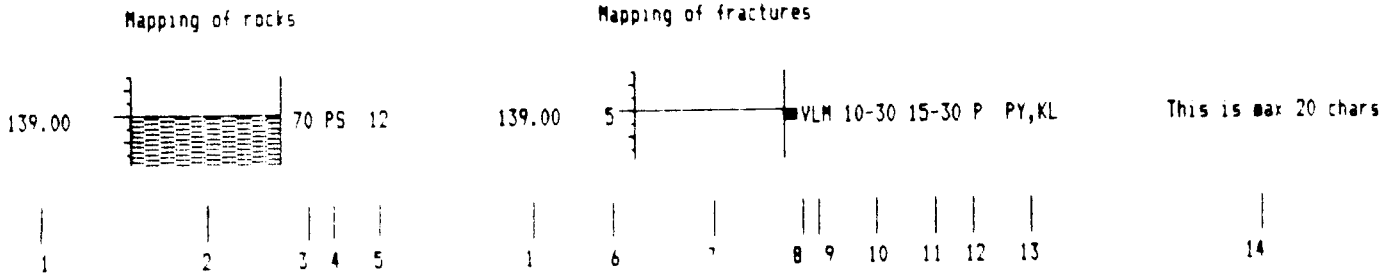 Mapping of rocks
Mapping of fractures
139.00 70 PS 12 139.00 5 VLM 10-30 15-30 P PY,KL This is max 20 chars
1 2 3 4 5 1 6 7 8 9 10 11 12 13 14